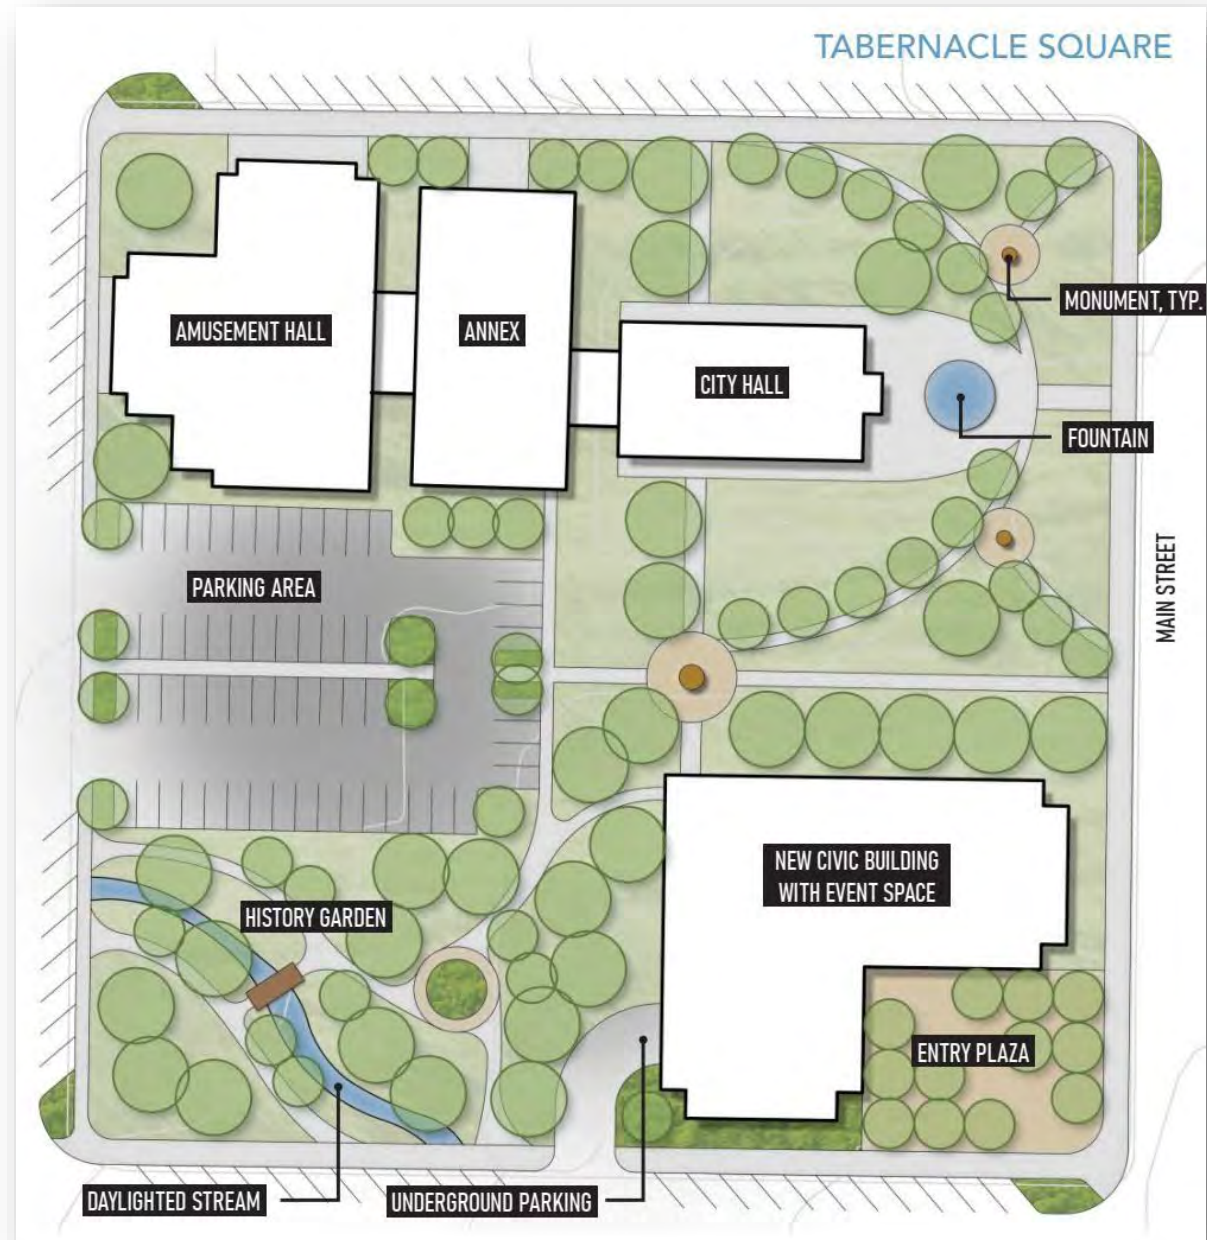 TABERNACLE SQUARE
MONUMENT, TYP.
AMUSEMENT HALL
ANNEX
CITY HALL
FOUNTAIN
MAIN STREET
PARKING AREA
NEW CIVIC BUILDING
WITH EVENT SPACE
HISTORY GARDEN
ENTRY PLAZA
DAYLIGHTED STREAM
UNDERGROUND PARKING